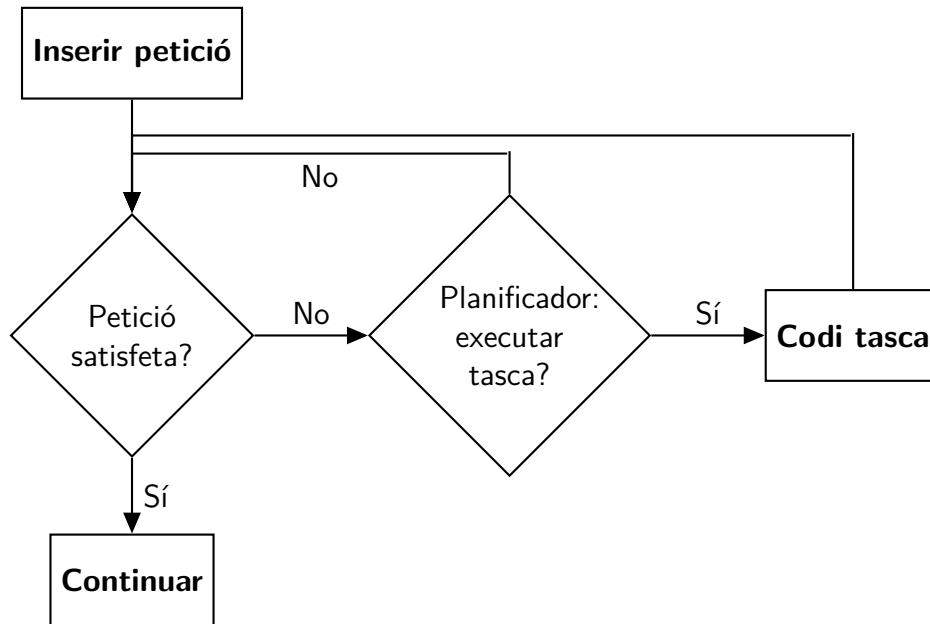 Inserir petició
No
Petició
satisfeta?
No
Planificador:
executar
tasca?
Sí
Codi tasca
Sí
Continuar